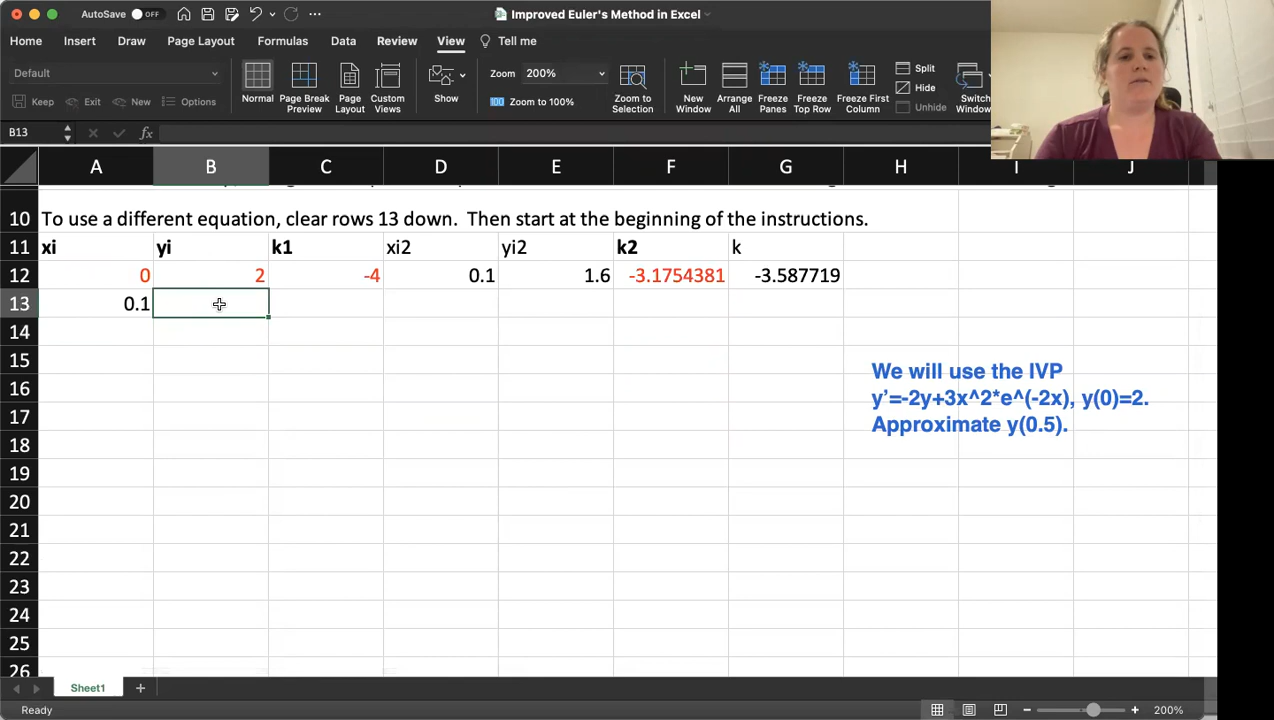 AutoSave OFF Improved Euler's Method in Excel
Home Insert Draw Page Layout Formulas Data Review View Tell me
Default
Keep Exit New Options
Normal Page Break Preview Page Layout Custom Views
Show
Zoom 200%
100 Zoom to 100%
Zoom to Selection
New Window Arrange All Freeze Panes Freeze Top Row Freeze First Column
Split
Hide
Unhide
Switch Windows
B13 fx
A B C D E F G H I J
10 To use a different equation, clear rows 13 down. Then start at the beginning of the instructions.
11 xi yi k1 xi2 yi2 k2 k
12 0 2 -4 0.1 1.6 -3.1754381 -3.587719
13 0.1
14
15
We will use the IVP
16
y'=-2y+3x^2*e^(-2x), y(0)=2.
17
Approximate y(0.5).
18
19
20
21
22
23
24
25
26
Sheet1
Ready 200%